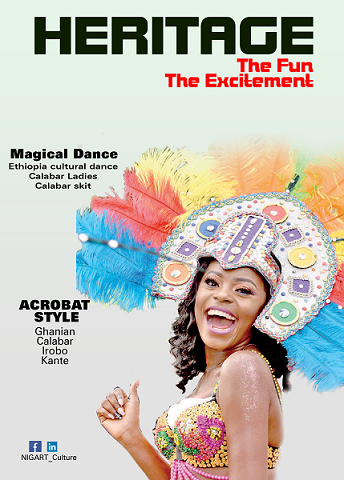 HERITAGE
The Fun
The Excitement
Magical Dance
Ethiopia cultural dance
Calabar Ladies
Calabar skit
ACROBAT
STYLE
Ghanian
Calabar
Irobo
Kante
NIGART_Culture